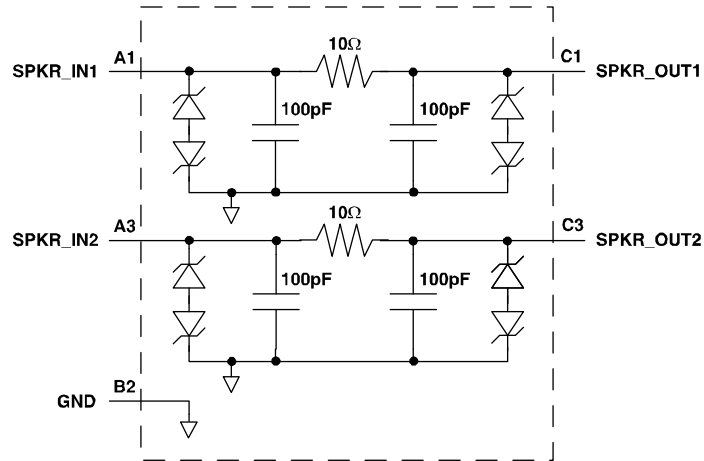 10Ω
SPKR_IN1 A1 C1 SPKR_OUT1
100pF 100pF
10Ω
SPKR_IN2 A3 C3 SPKR_OUT2
100pF 100pF
GND B2